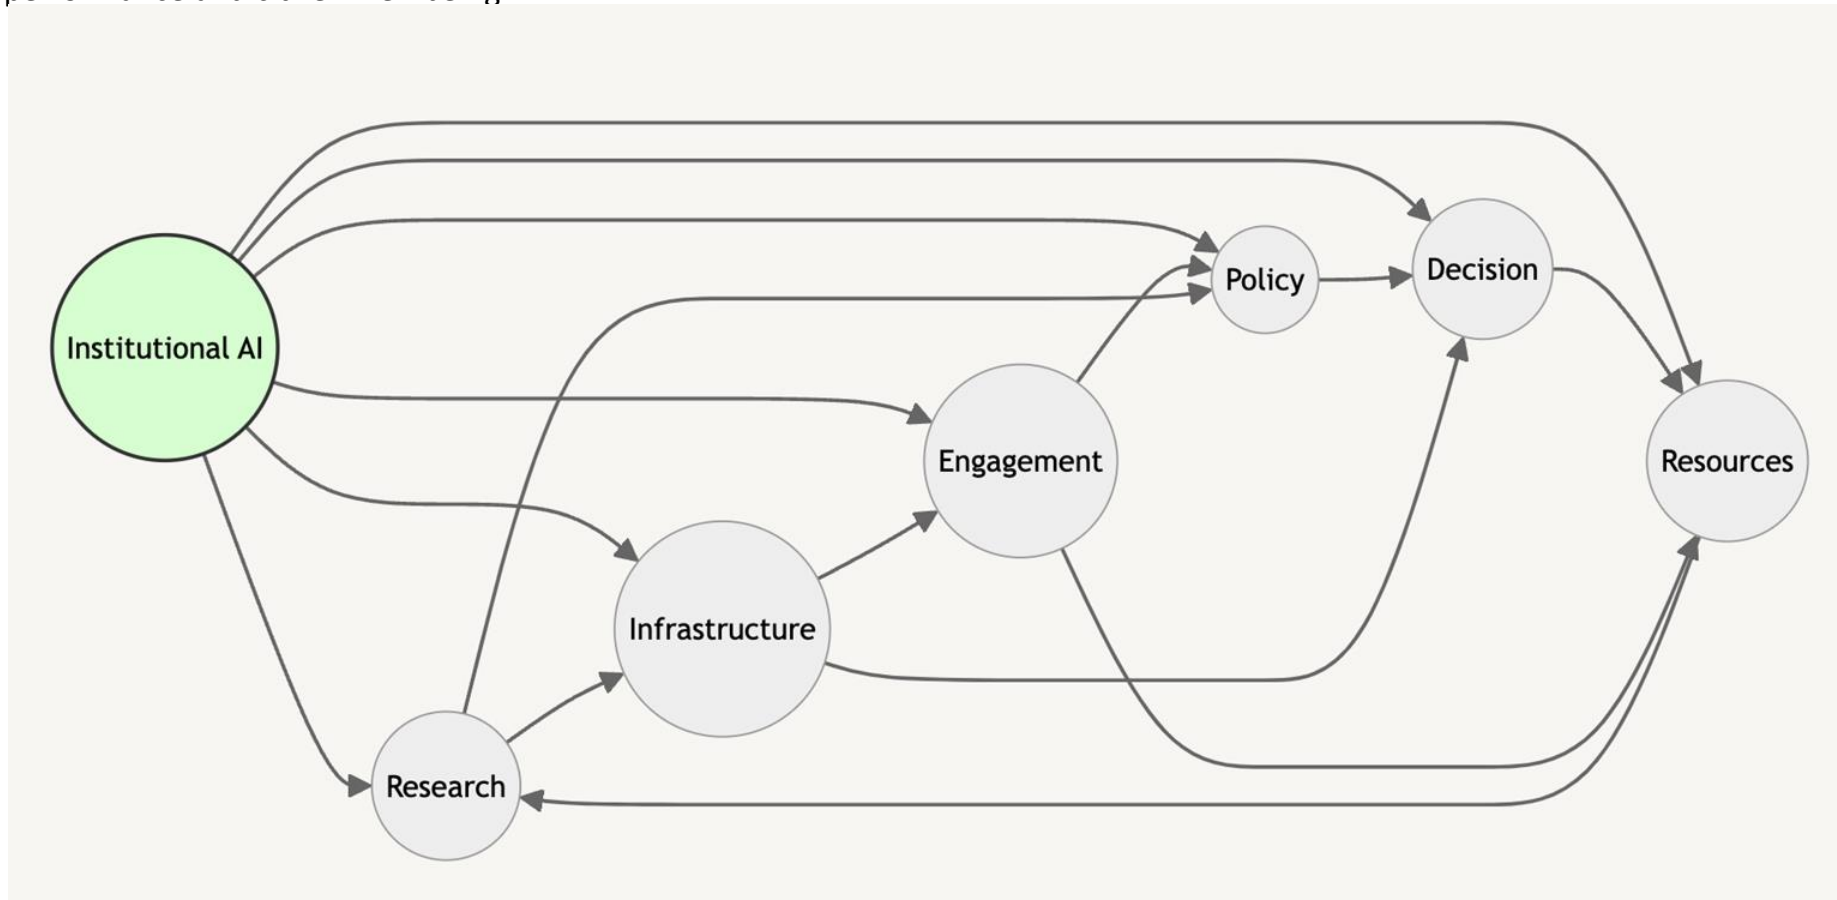 Policy
Decision
Institutional AI
Engagement
Resources
Infrastructure
Research